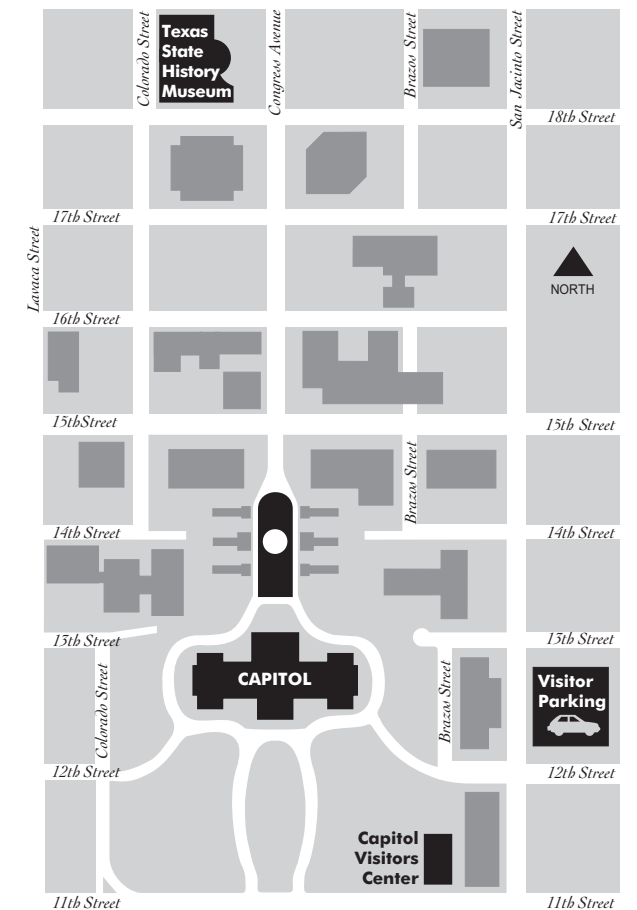 Colorado Street
Texas
State
History
Museum
Congress Avenue
Brazos Street
San Jacinto Street
18th Street
17th Street
17th Street
Lavaca Street
NORTH
16th Street
15thStreet
15th Street
Brazos Street
14th Street
14th Street
13th Street
13th Street
CAPITOL
Colorado Street
Brazos Street
Visitor
Parking
12th Street
12th Street
Capitol
Visitors
Center
11th Street
11th Street